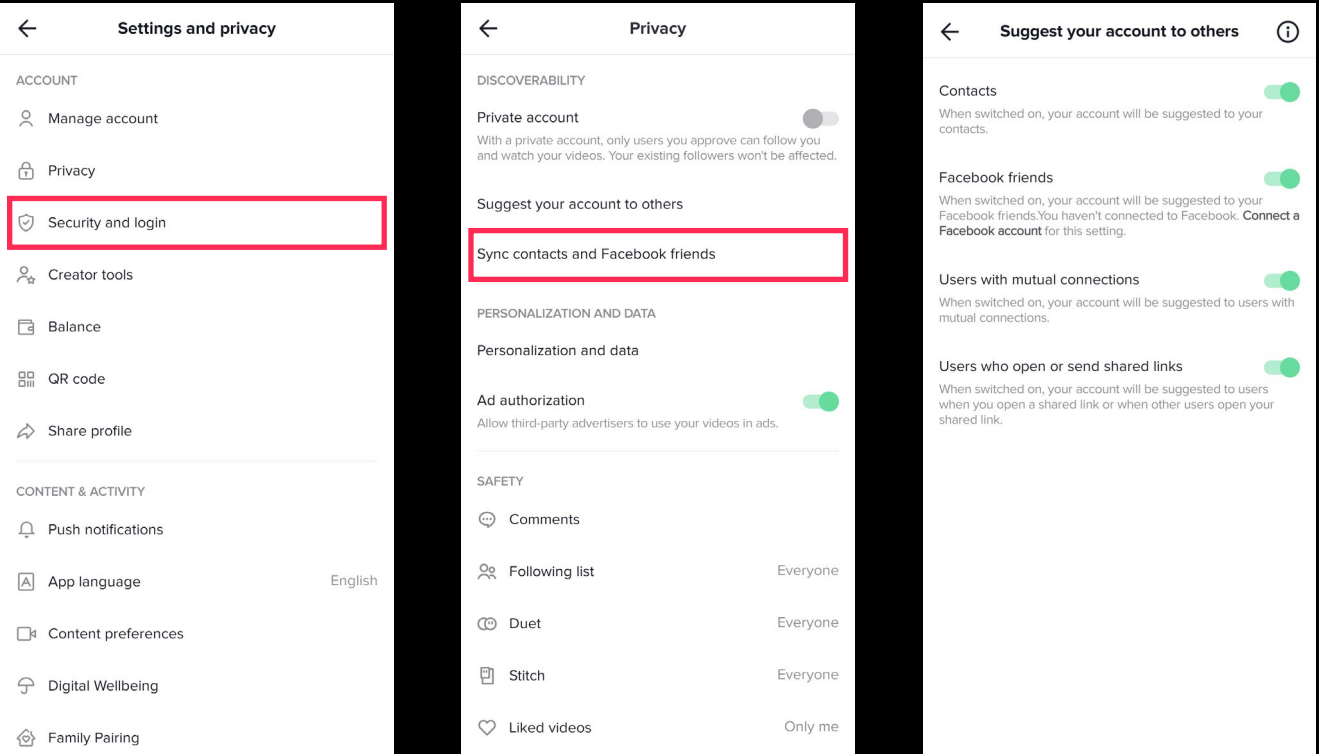 Settings and privacy
ACCOUNT
Manage account
Privacy
Security and login
Creator tools
Balance
QR code
Share profile
CONTENT & ACTIVITY
Push notifications
App language English
Content preferences
Digital Wellbeing
Family Pairing
Privacy
DISCOVERABILITY
Private account
With a private account, only users you approve can follow you
and watch your videos. Your existing followers won't be affected.
Suggest your account to others
Sync contacts and Facebook friends
PERSONALIZATION AND DATA
Personalization and data
Ad authorization
Allow third-party advertisers to use your videos in ads.
SAFETY
Comments
Following list Everyone
Duet Everyone
Stitch Everyone
Liked videos Only me
Suggest your account to others
Contacts
When switched on, your account will be suggested to your
contacts.
Facebook friends
When switched on, your account will be suggested to your
Facebook friends.You haven't connected to Facebook. Connect a
Facebook account for this setting.
Users with mutual connections
When switched on, your account will be suggested to users with
mutual connections.
Users who open or send shared links
When switched on, your account will be suggested to users
when you open a shared link or when other users open your
shared link.